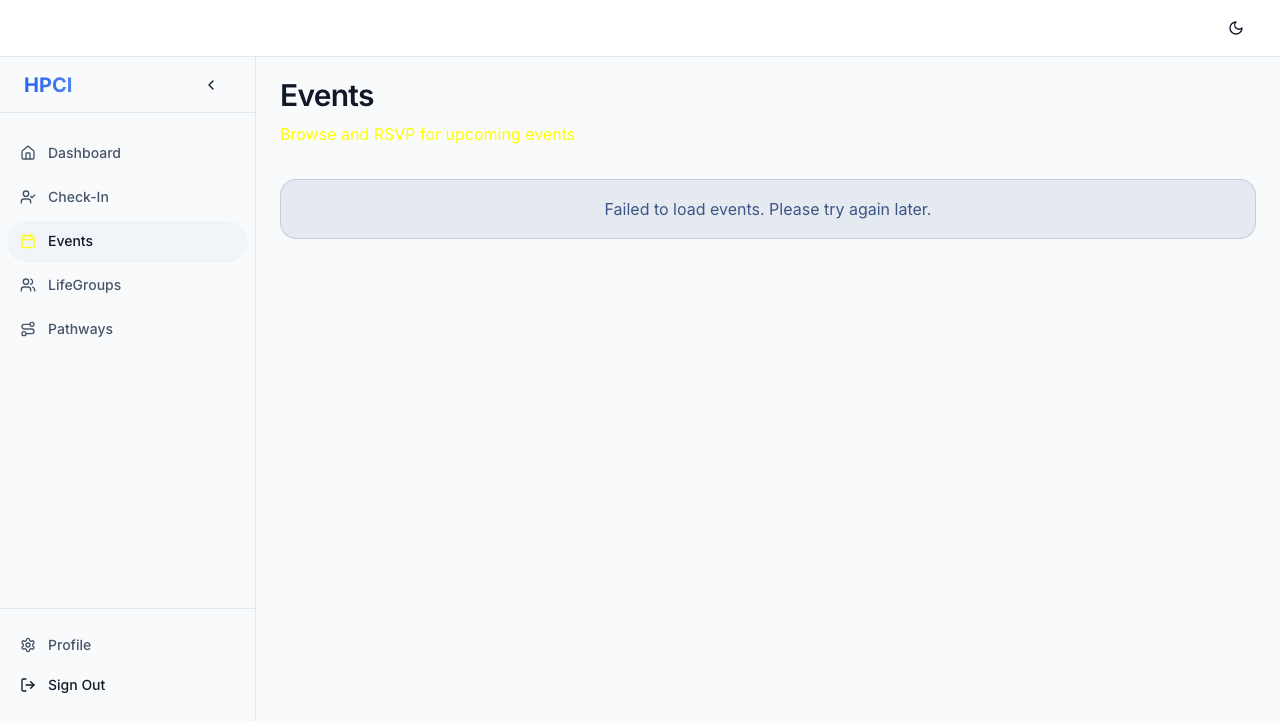 HPCI
Dashboard
Check-In
Events
LifeGroups
Pathways
Profile
Sign Out
Events
Browse and RSVP for upcoming events
Failed to load events. Please try again later.